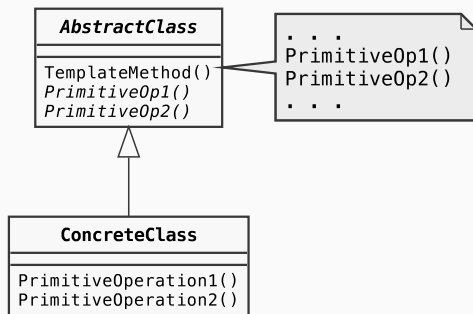 AbstractClass
TemplateMethod()
PrimitiveOp1()
PrimitiveOp2()
. . .
PrimitiveOp1()
PrimitiveOp2()
. . .
ConcreteClass
PrimitiveOperation1()
PrimitiveOperation2()